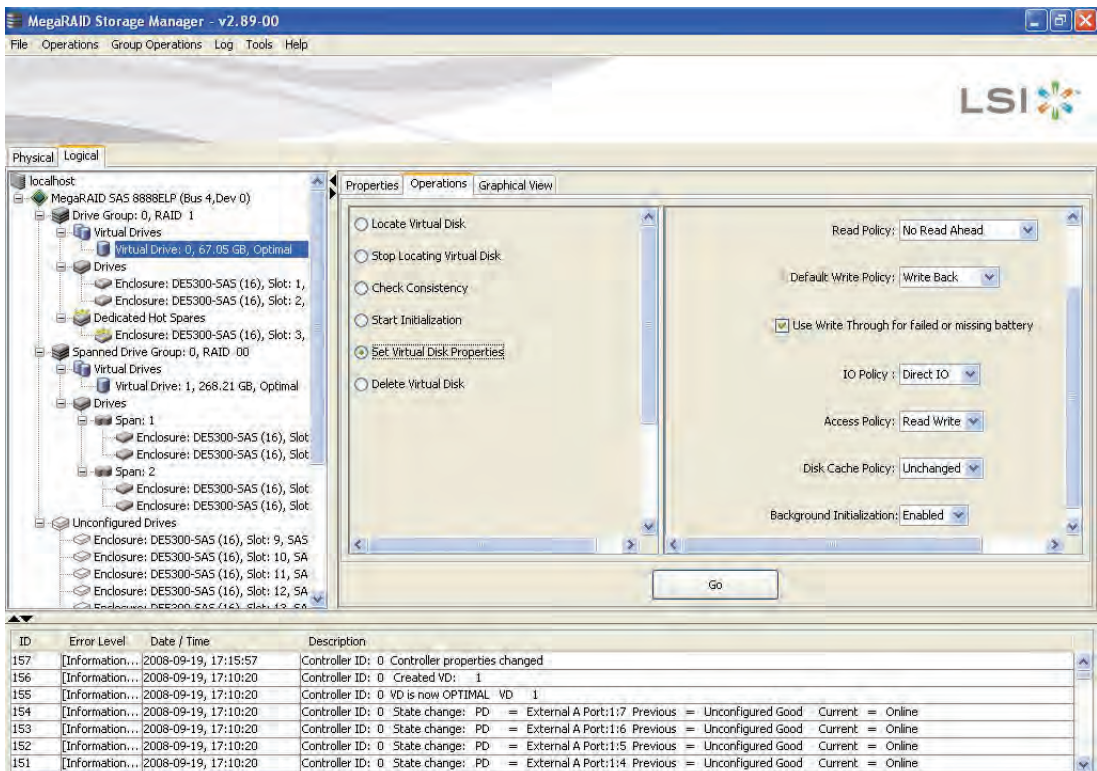 MegaRAID Storage Manager - v2.89-00
File Operations Group Operations Log Tools Help
LSI
Physical Logical
localhost
MegaRAID SAS 8888ELP (Bus 4,Dev 0)
Drive Group: 0, RAID 1
Virtual Drives
Virtual Drive: 0, 67.05 GB, Optimal
Drives
Enclosure: DE5300-SAS (16), Slot: 1,
Enclosure: DE5300-SAS (16), Slot: 2,
Dedicated Hot Spares
Enclosure: DE5300-SAS (16), Slot: 3,
Spanned Drive Group: 0, RAID 00
Virtual Drives
Virtual Drive: 1, 268.21 GB, Optimal
Drives
Span: 1
Enclosure: DE5300-SAS (16), Slot
Enclosure: DE5300-SAS (16), Slot
Span: 2
Enclosure: DE5300-SAS (16), Slot
Enclosure: DE5300-SAS (16), Slot
Unconfigured Drives
Enclosure: DE5300-SAS (16), Slot: 9, SAS
Enclosure: DE5300-SAS (16), Slot: 10, SA
Enclosure: DE5300-SAS (16), Slot: 11, SA
Enclosure: DE5300-SAS (16), Slot: 12, SA
Enclosure: DE5300-SAS (16), Slot: 13, SA
Properties Operations Graphical View
Locate Virtual Disk
Stop Locating Virtual Disk
Check Consistency
Start Initialization
Set Virtual Disk Properties
Delete Virtual Disk
Read Policy: No Read Ahead
Default Write Policy: Write Back
Use Write Through for failed or missing battery
IO Policy : Direct IO
Access Policy: Read Write
Disk Cache Policy: Unchanged
Background Initialization: Enabled
Go
ID Error Level Date / Time Description
157 [Information... 2008-09-19, 17:15:57 Controller ID: 0 Controller properties changed
156 [Information... 2008-09-19, 17:10:20 Controller ID: 0 Created VD: 1
155 [Information... 2008-09-19, 17:10:20 Controller ID: 0 VD is now OPTIMAL VD 1
154 [Information... 2008-09-19, 17:10:20 Controller ID: 0 State change: PD = External A Port:1:7 Previous = Unconfigured Good Current = Online
153 [Information... 2008-09-19, 17:10:20 Controller ID: 0 State change: PD = External A Port:1:6 Previous = Unconfigured Good Current = Online
152 [Information... 2008-09-19, 17:10:20 Controller ID: 0 State change: PD = External A Port:1:5 Previous = Unconfigured Good Current = Online
151 [Information... 2008-09-19, 17:10:20 Controller ID: 0 State change: PD = External A Port:1:4 Previous = Unconfigured Good Current = Online